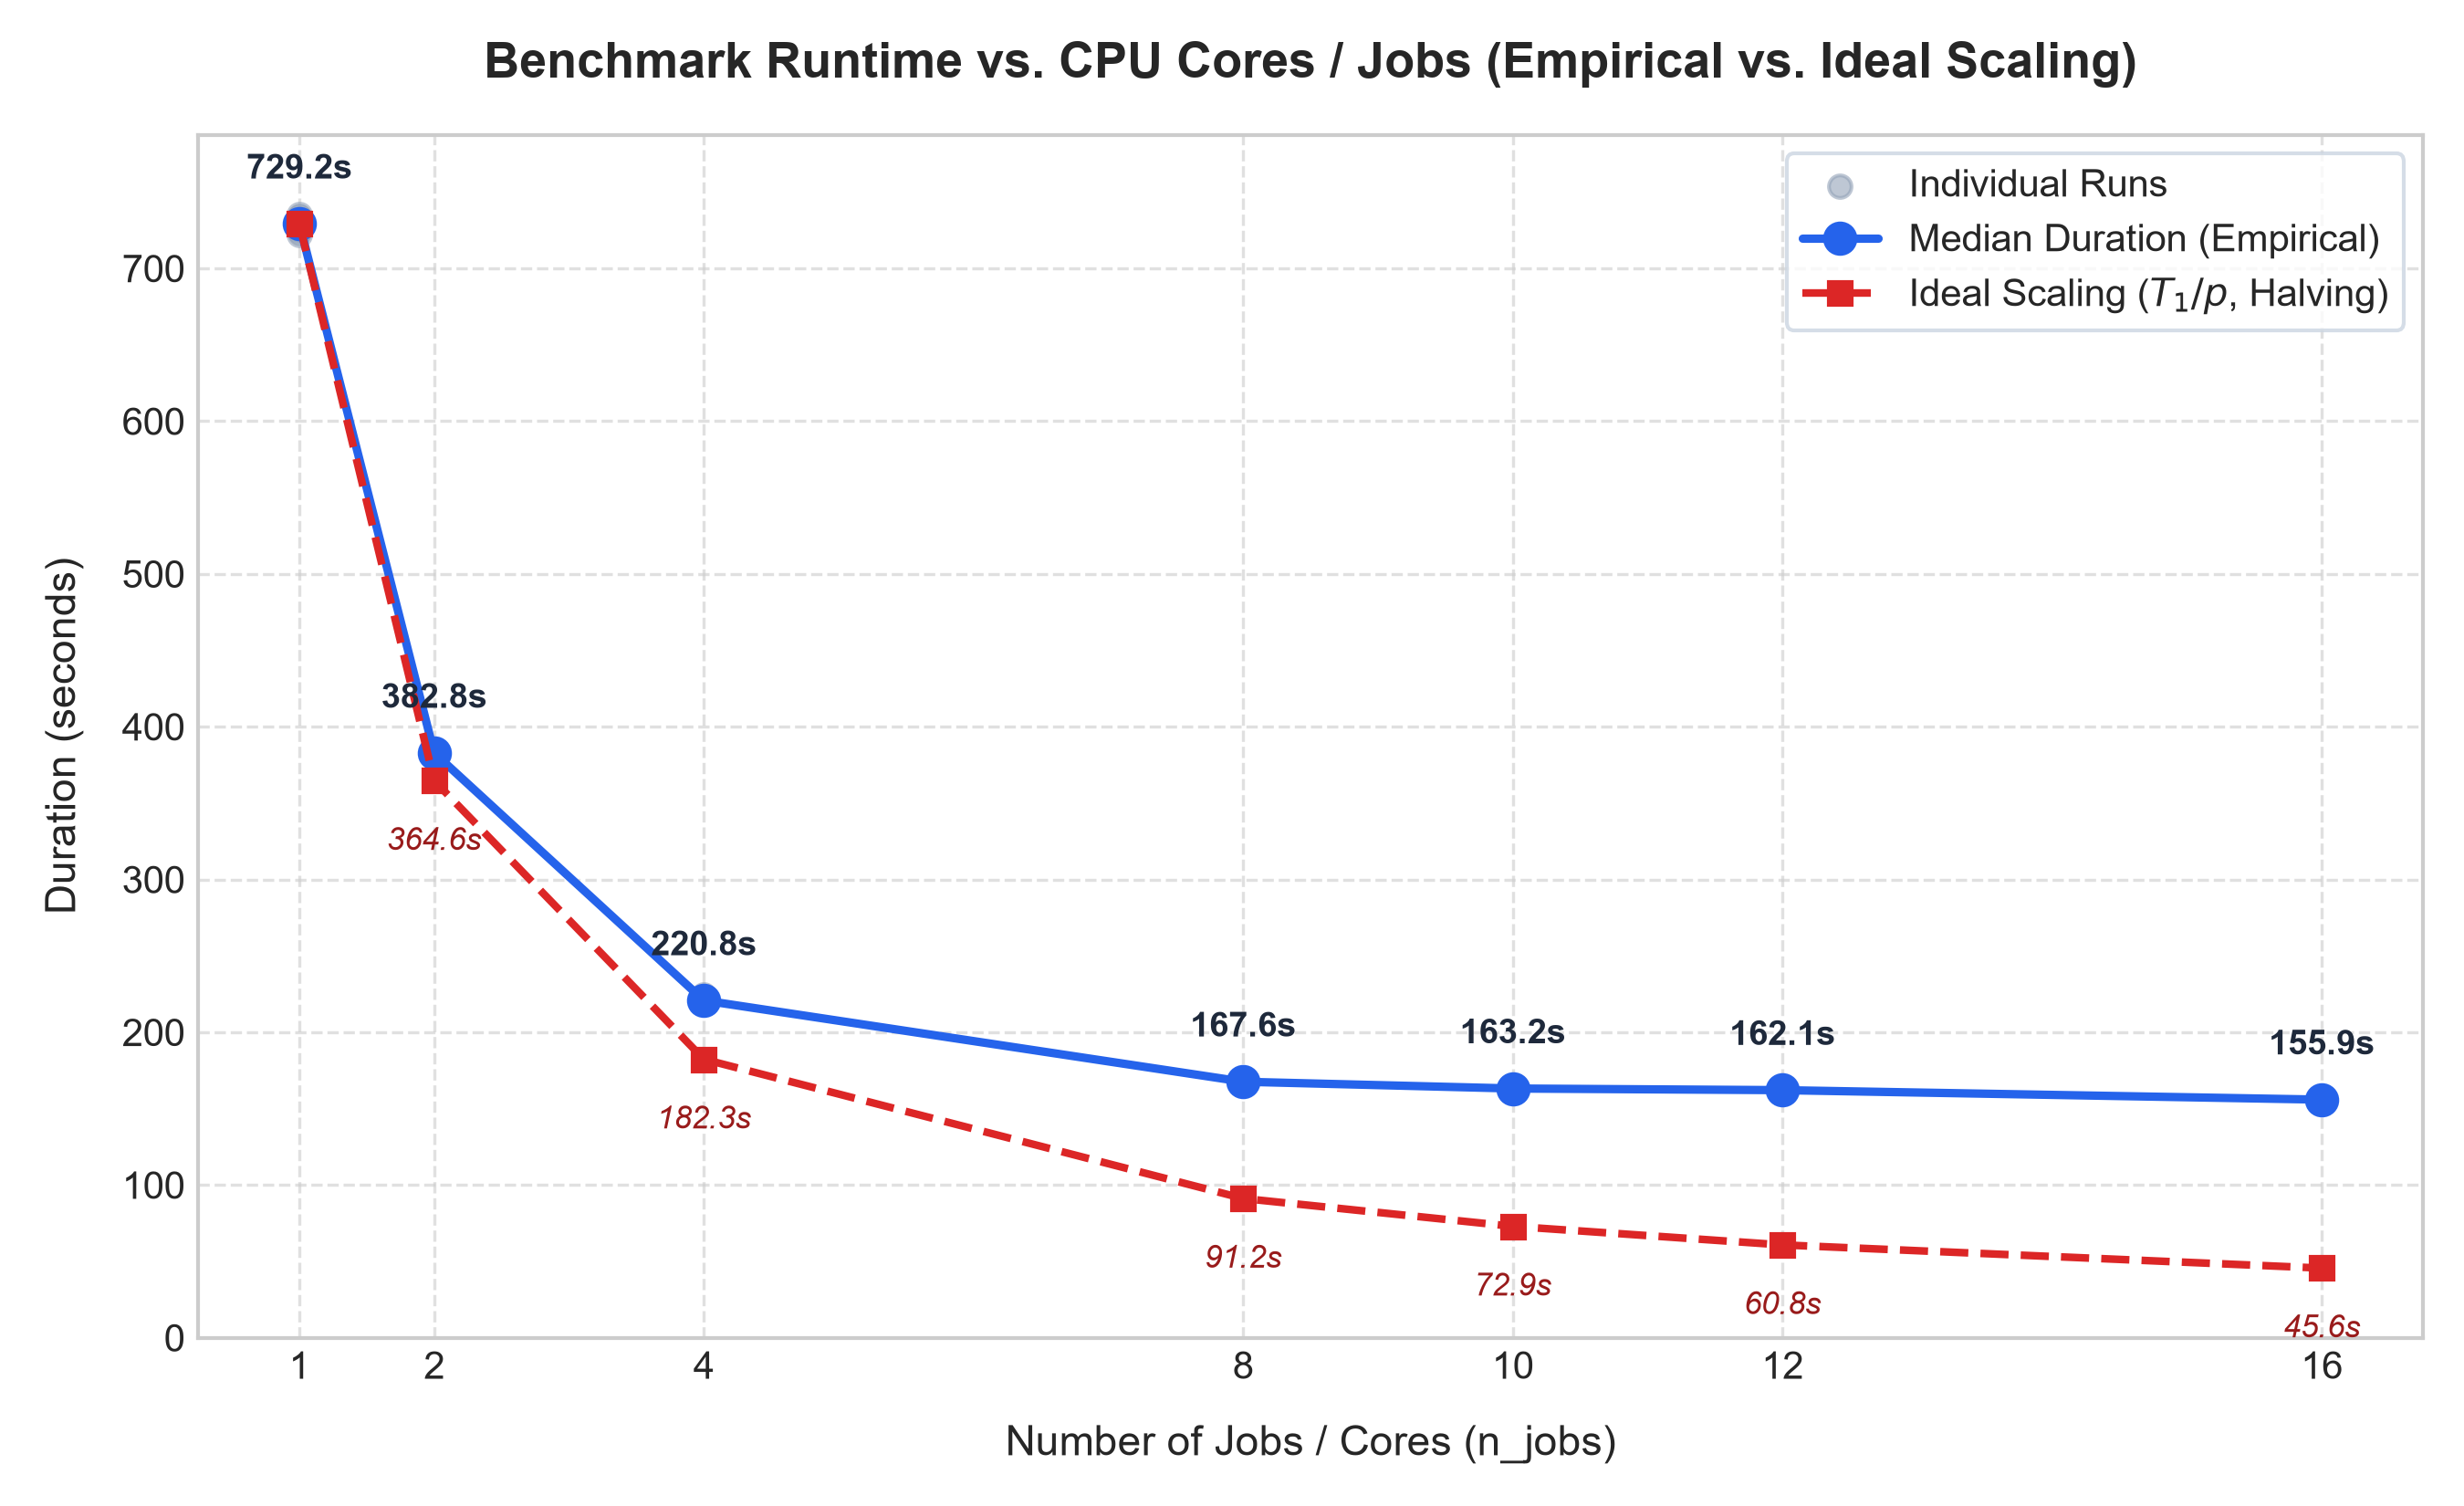 Benchmark Runtime vs. CPU Cores / Jobs (Empirical vs. Ideal Scaling)
729.2s
Individual Runs
Median Duration (Empirical)
Ideal Scaling (T₁/p, Halving)
700
600
500
400
300
200
100
0
Duration (seconds)
382.8s
364.6s
220.8s
182.3s
167.6s
163.2s
162.1s
155.9s
91.2s
72.9s
60.8s
45.6s
1 2 4 8 10 12 16
Number of Jobs / Cores (n_jobs)